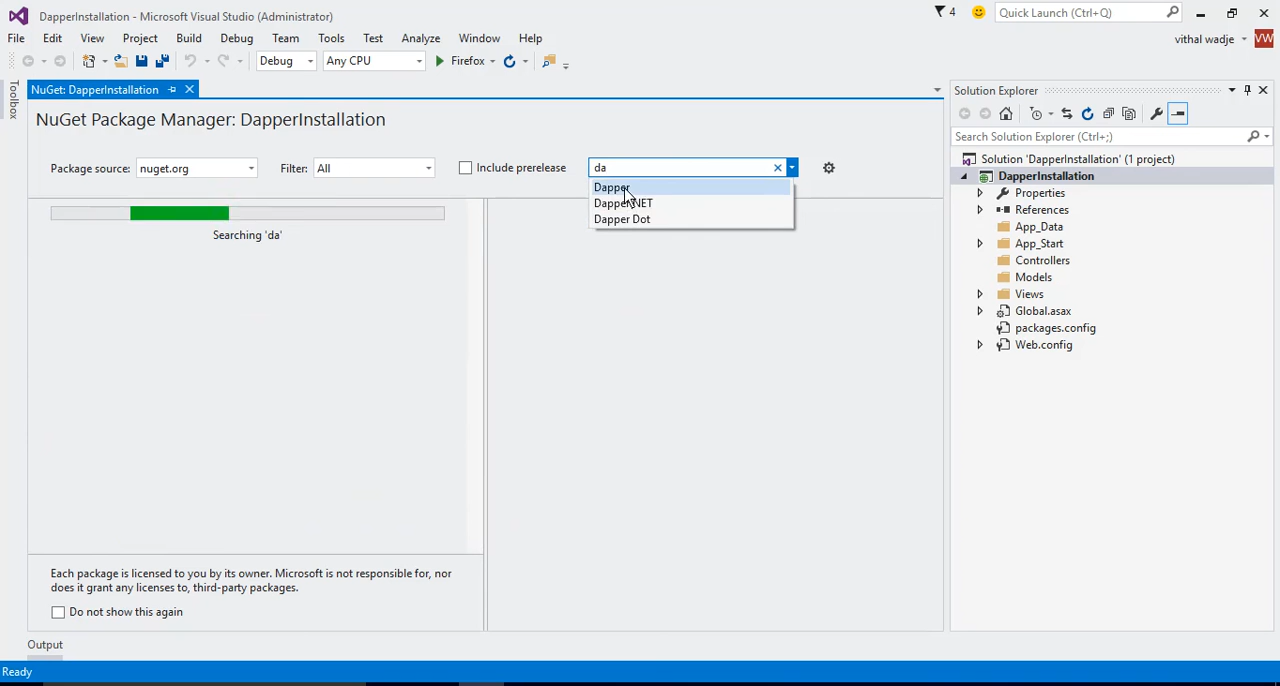 DapperInstallation - Microsoft Visual Studio (Administrator)
4
Quick Launch (Ctrl+Q)
File Edit View Project Build Debug Team Tools Test Analyze Window Help
vithal wadje
VW
Debug
Any CPU
Firefox
Toolbox
NuGet: DapperInstallation
NuGet Package Manager: DapperInstallation
Package source: nuget.org
Filter: All
Include prerelease
da
Dapper
Dapper Dot
Searching 'da'
Each package is licensed to you by its owner. Microsoft is not responsible for, nor
does it grant any licenses to, third-party packages.
Do not show this again
Solution Explorer
Search Solution Explorer (Ctrl+;)
Solution 'DapperInstallation' (1 project)
DapperInstallation
Properties
References
App_Data
App_Start
Controllers
Models
Views
Global.asax
packages.config
Web.config
Output
Ready